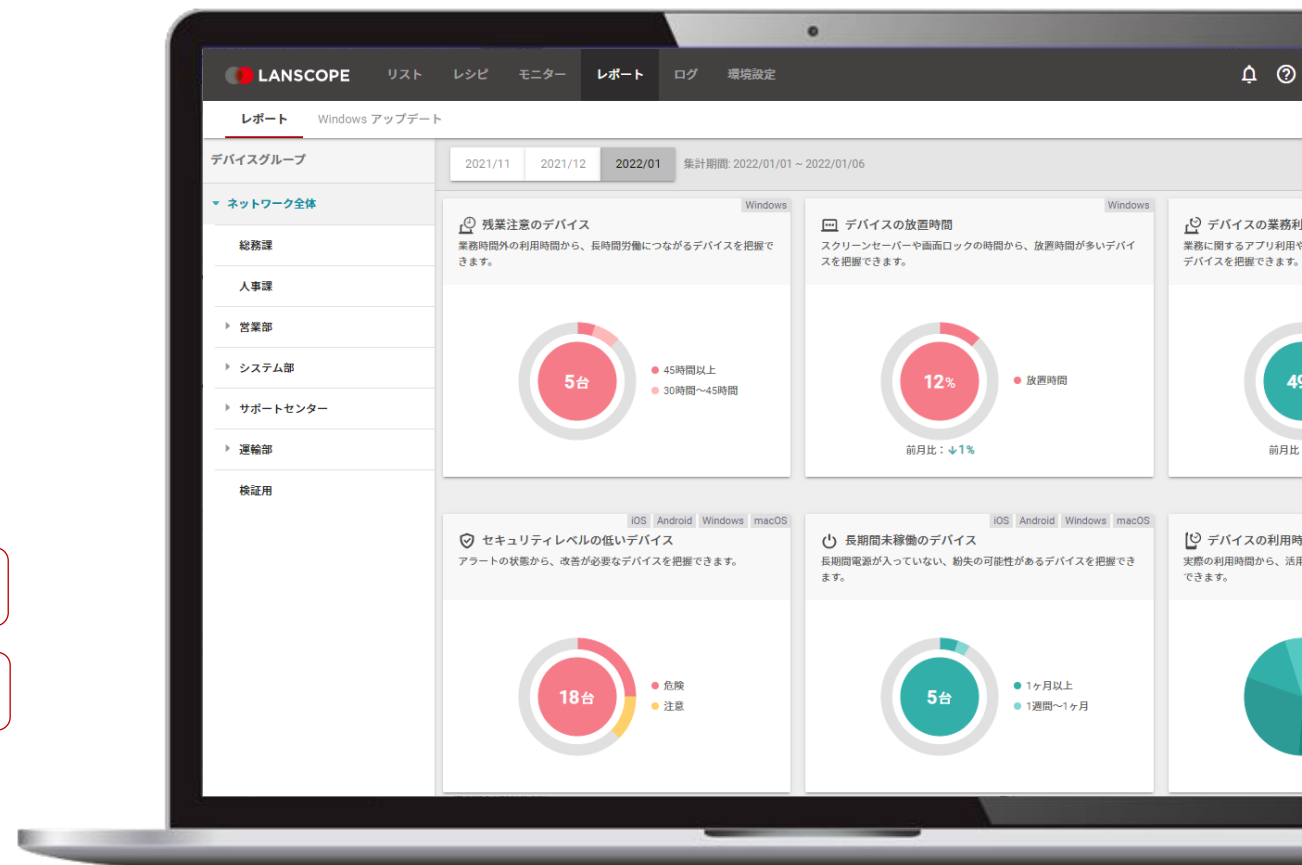 LANSCOPE リスト レシピ モニター レポート ログ 環境設定
レポート Windows アップデート
デバイスグループ
ネットワーク全体
総務課
人事課
営業部
システム部
サポートセンター
運輸部
検証用
2021/11 2021/12 2022/01 集計期間: 2022/01/01 ~ 2022/01/06
Windows
残業注意のデバイス
業務時間外の利用時間から、長時間労働につながるデバイスを把握で
きます。
5台
45時間以上
30時間〜45時間
Windows
デバイスの放置時間
スクリーンセーバーや画面ロックの時間から、放置時間が多いデバイ
スを把握できます。
12%
放置時間
前月比：↓1%
デバイスの業務利
業務に関するアプリ利用や
デバイスを把握できます。
49
前月比
iOS Android Windows macOS
セキュリティレベルの低いデバイス
アラートの状態から、改善が必要なデバイスを把握できます。
18台
危険
注意
iOS Android Windows macOS
長期間未稼働のデバイス
長期間電源が入っていない、紛失の可能性があるデバイスを把握でき
ます。
5台
1ヶ月以上
1週間〜1ヶ月
デバイスの利用時
実際の利用時間から、活用
できます。